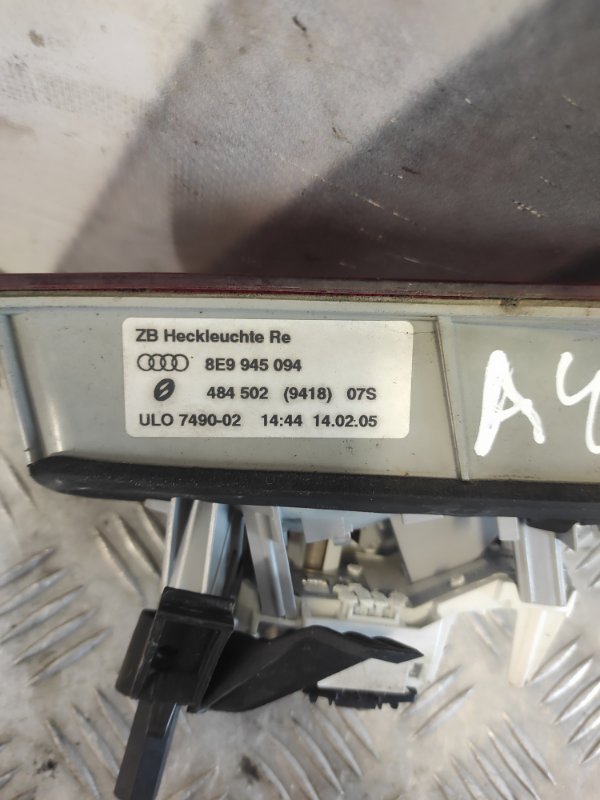 ZB Heckleuchte Re
8E9 945 094
484 502 (9418) 07S
ULO 7490-02 14:44 14.02.05
A4